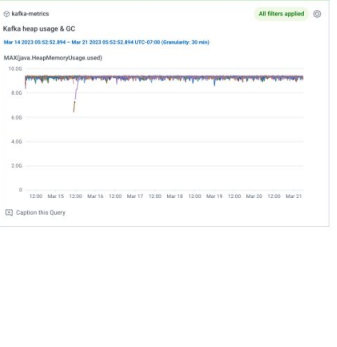 kafka-metrics
All filters applied
Kafka heap usage & GC
Mar 14 2023 05:52:52.894 – Mar 21 2023 05:52:52.894 UTC-07:00 (Granularity: 30 min)
MAX(java.HeapMemoryUsage.used)
10.0G
8.0G
6.0G
4.0G
2.0G
0
12:00 Mar 15 12:00 Mar 16 12:00 Mar 17 12:00 Mar 18 12:00 Mar 19 12:00 Mar 20 12:00 Mar 21
Caption this Query